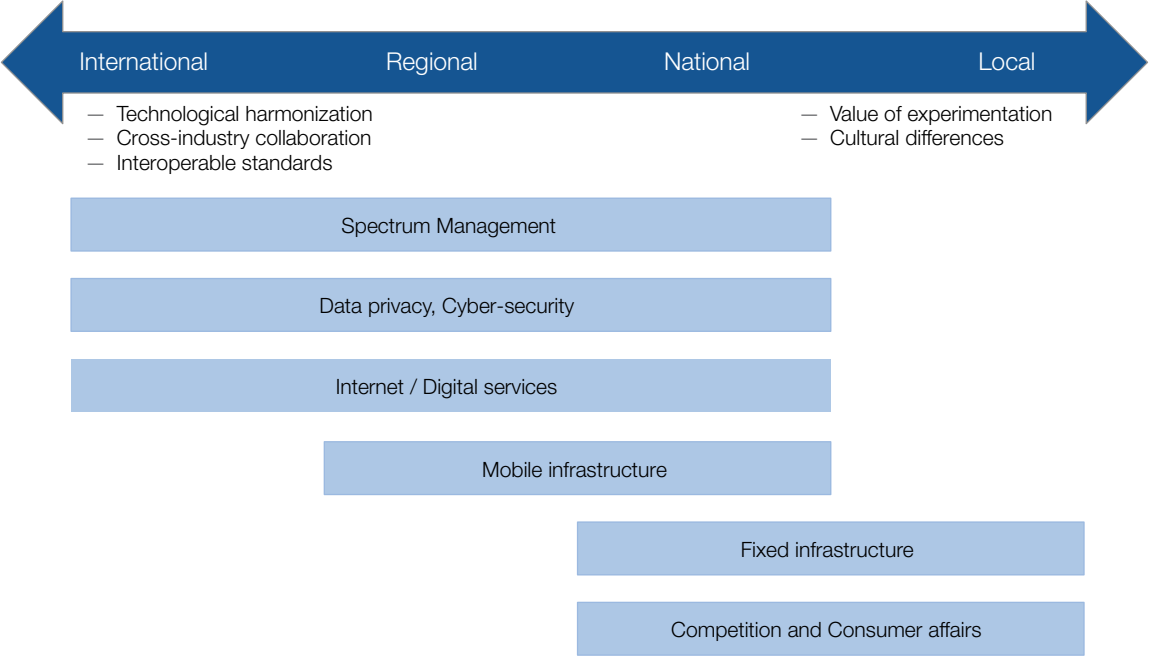 International Regional National Local
— Technological harmonization
— Cross-industry collaboration
— Interoperable standards
— Value of experimentation
— Cultural differences
Spectrum Management
Data privacy, Cyber-security
Internet / Digital services
Mobile infrastructure
Fixed infrastructure
Competition and Consumer affairs